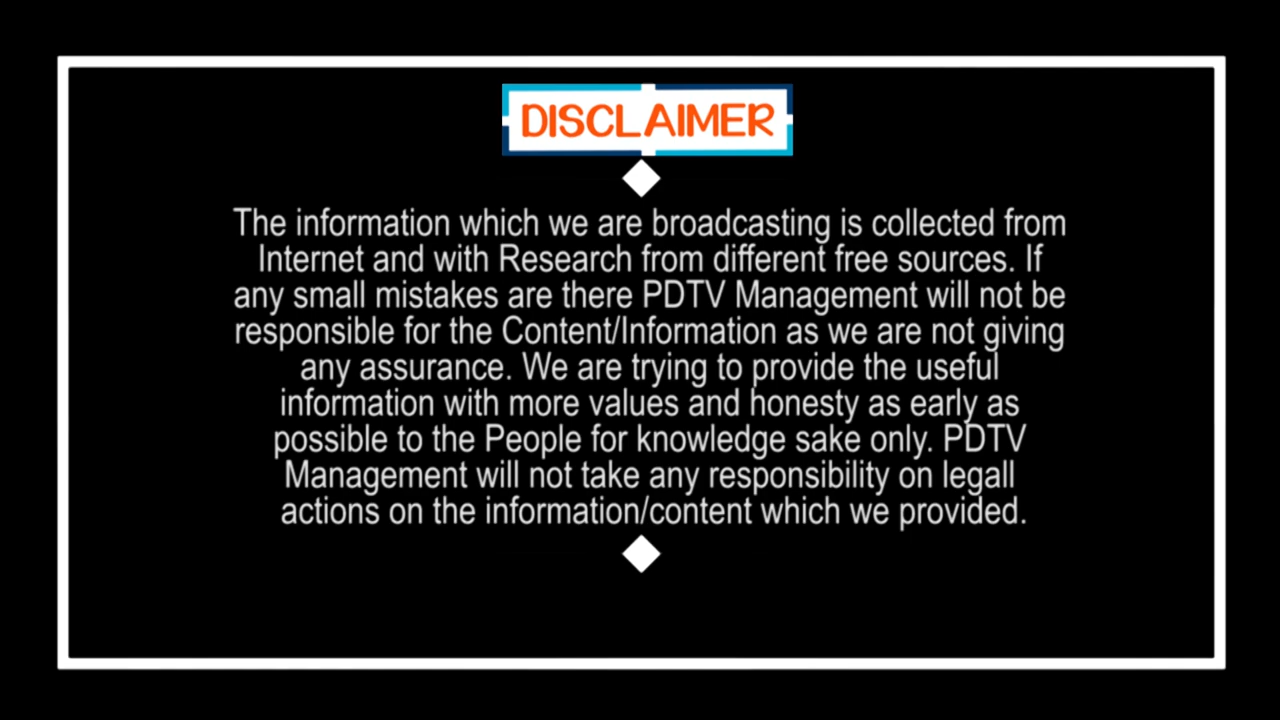 DISCLAIMER
The information which we are broadcasting is collected from
Internet and with Research from different free sources. If
any small mistakes are there PDTV Management will not be
responsible for the Content/Information as we are not giving
any assurance. We are trying to provide the useful
information with more values and honesty as early as
possible to the People for knowledge sake only. PDTV
Management will not take any responsibility on legall
actions on the information/content which we provided.